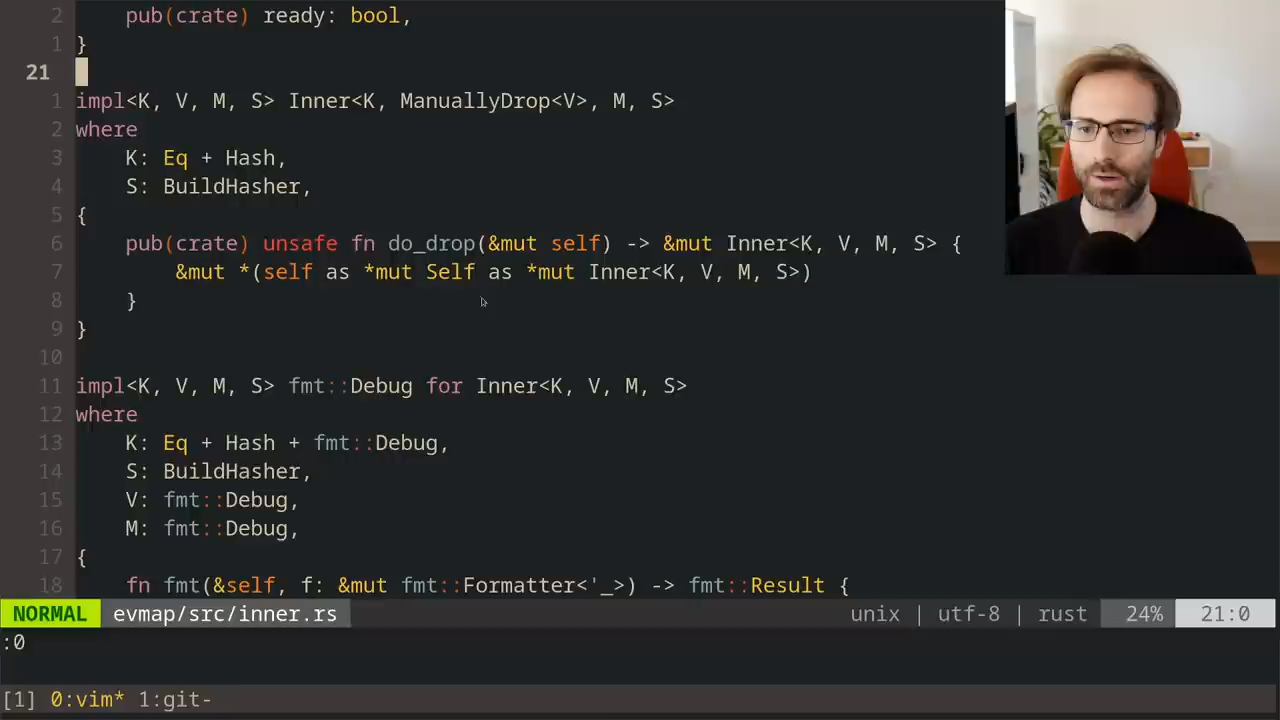 2     pub(crate) ready: bool,
1 }
21
1 impl<K, V, M, S> Inner<K, ManuallyDrop<V>, M, S>
2 where
3     K: Eq + Hash,
4     S: BuildHasher,
5 {
6     pub(crate) unsafe fn do_drop(&mut self) -> &mut Inner<K, V, M, S> {
7         &mut *(self as *mut Self as *mut Inner<K, V, M, S>)
8     }
9 }
10
11 impl<K, V, M, S> fmt::Debug for Inner<K, V, M, S>
12 where
13     K: Eq + Hash + fmt::Debug,
14     S: BuildHasher,
15     V: fmt::Debug,
16     M: fmt::Debug,
17 {
18     fn fmt(&self, f: &mut fmt::Formatter<'_>) -> fmt::Result {
NORMAL evmap/src/inner.rs unix | utf-8 | rust 24% 21:0
:0
[1] 0:vim* 1:git-